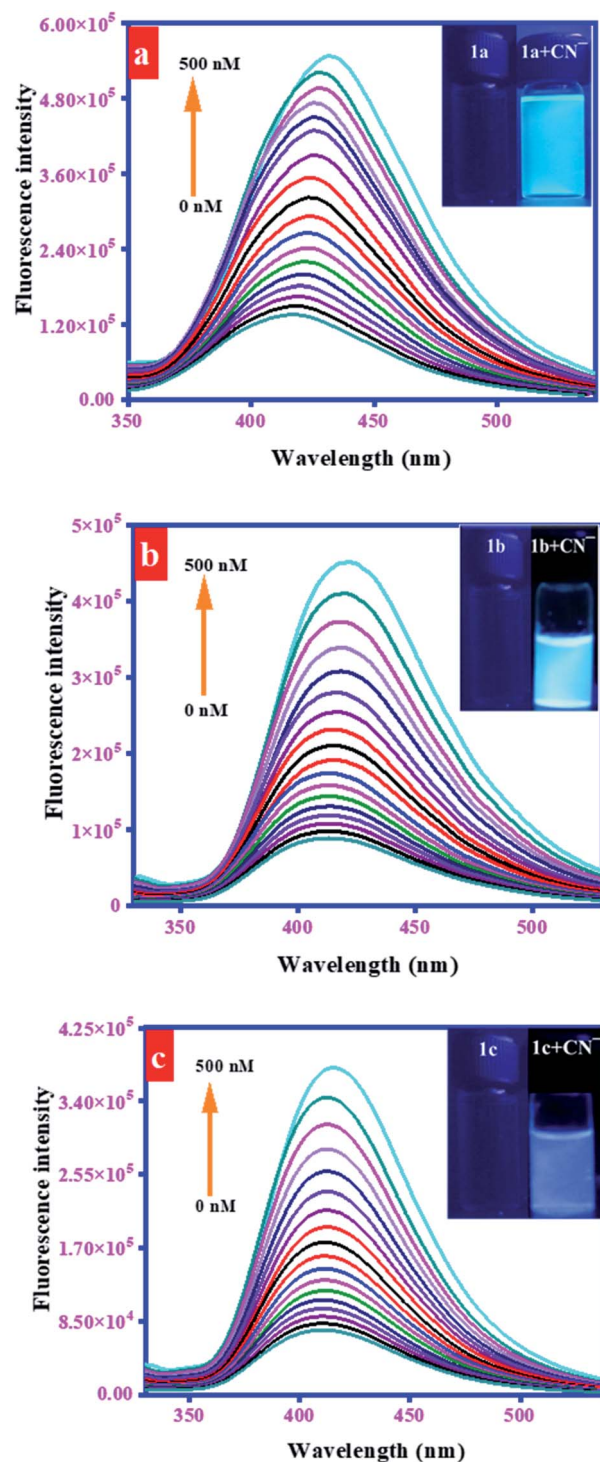 a
6.00×10⁵
4.80×10⁵
3.60×10⁵
2.40×10⁵
1.20×10⁵
0.00
Fluorescence intensity
500 nM
0 nM
1a
1a+CN⁻
350
400
450
500
Wavelength (nm)
b
5×10⁵
4×10⁵
3×10⁵
2×10⁵
1×10⁵
0
Fluorescence intensity
500 nM
0 nM
1b
1b+CN⁻
350
400
450
500
Wavelength (nm)
c
4.25×10⁵
3.40×10⁵
2.55×10⁵
1.70×10⁵
8.50×10⁴
0.00
Fluorescence intensity
500 nM
0 nM
1c
1c+CN⁻
350
400
450
500
Wavelength (nm)